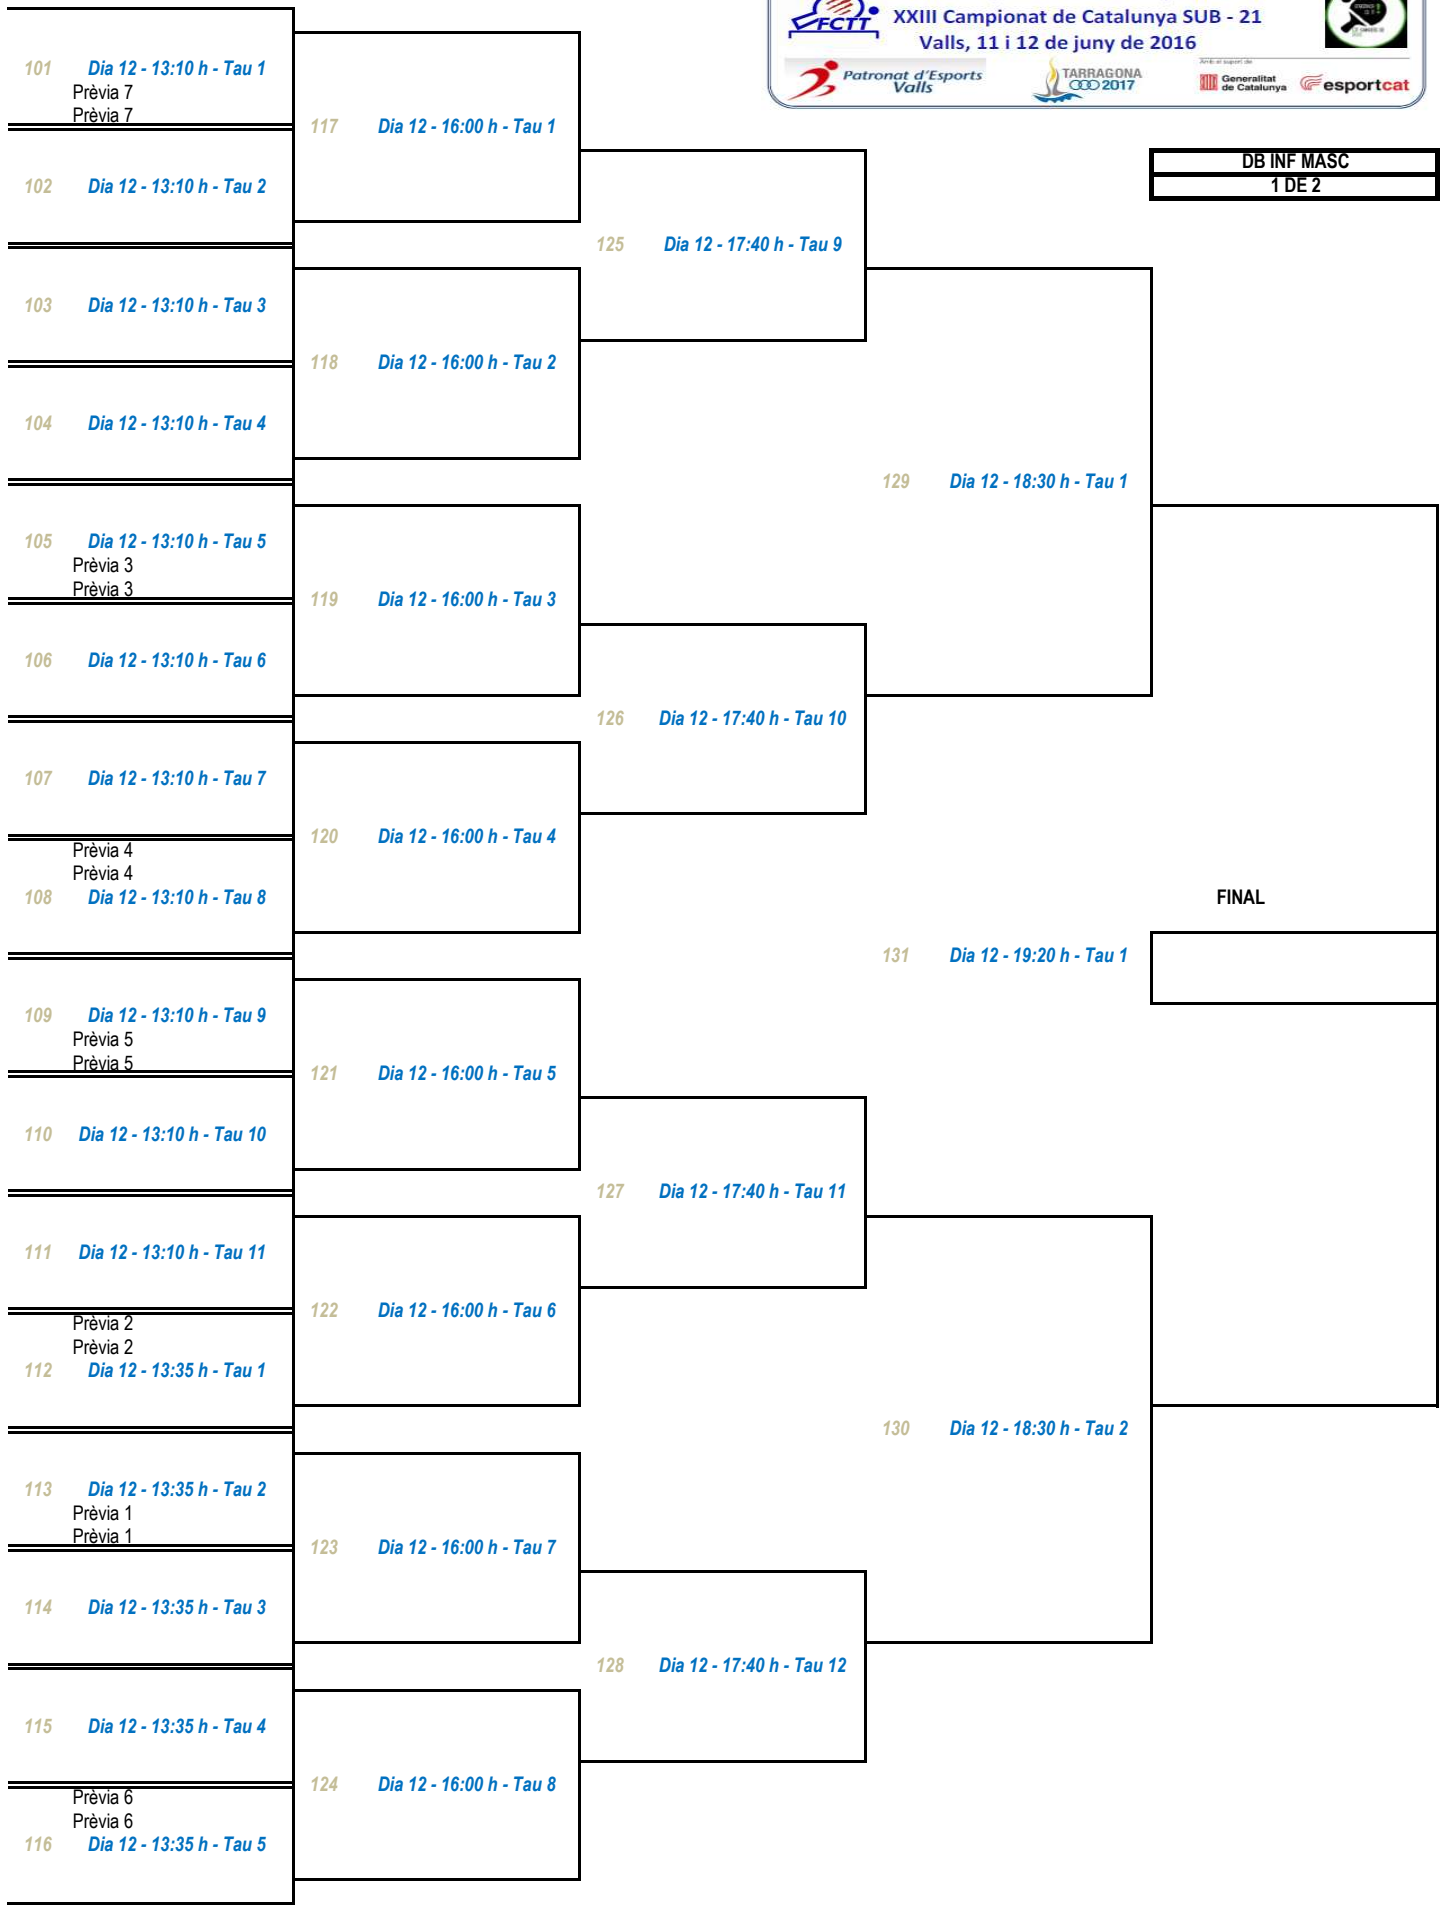 FCTT
XXIII Campionat de Catalunya SUB - 21
Valls, 11 i 12 de juny de 2016
Patronat d'Esports
Valls
TARRAGONA
2017
Amb el suport de
Generalitat
de Catalunya
esportcat
DB INF MASC
1 DE 2
101 Dia 12 - 13:10 h - Tau 1
Prèvia 7
Prèvia 7
102 Dia 12 - 13:10 h - Tau 2
103 Dia 12 - 13:10 h - Tau 3
104 Dia 12 - 13:10 h - Tau 4
105 Dia 12 - 13:10 h - Tau 5
Prèvia 3
Prèvia 3
106 Dia 12 - 13:10 h - Tau 6
107 Dia 12 - 13:10 h - Tau 7
Prèvia 4
Prèvia 4
108 Dia 12 - 13:10 h - Tau 8
109 Dia 12 - 13:10 h - Tau 9
Prèvia 5
Prèvia 5
110 Dia 12 - 13:10 h - Tau 10
111 Dia 12 - 13:10 h - Tau 11
Prèvia 2
Prèvia 2
112 Dia 12 - 13:35 h - Tau 1
113 Dia 12 - 13:35 h - Tau 2
Prèvia 1
Prèvia 1
114 Dia 12 - 13:35 h - Tau 3
115 Dia 12 - 13:35 h - Tau 4
Prèvia 6
Prèvia 6
116 Dia 12 - 13:35 h - Tau 5
117 Dia 12 - 16:00 h - Tau 1
118 Dia 12 - 16:00 h - Tau 2
119 Dia 12 - 16:00 h - Tau 3
120 Dia 12 - 16:00 h - Tau 4
121 Dia 12 - 16:00 h - Tau 5
122 Dia 12 - 16:00 h - Tau 6
123 Dia 12 - 16:00 h - Tau 7
124 Dia 12 - 16:00 h - Tau 8
125 Dia 12 - 17:40 h - Tau 9
126 Dia 12 - 17:40 h - Tau 10
127 Dia 12 - 17:40 h - Tau 11
128 Dia 12 - 17:40 h - Tau 12
129 Dia 12 - 18:30 h - Tau 1
130 Dia 12 - 18:30 h - Tau 2
FINAL
131 Dia 12 - 19:20 h - Tau 1